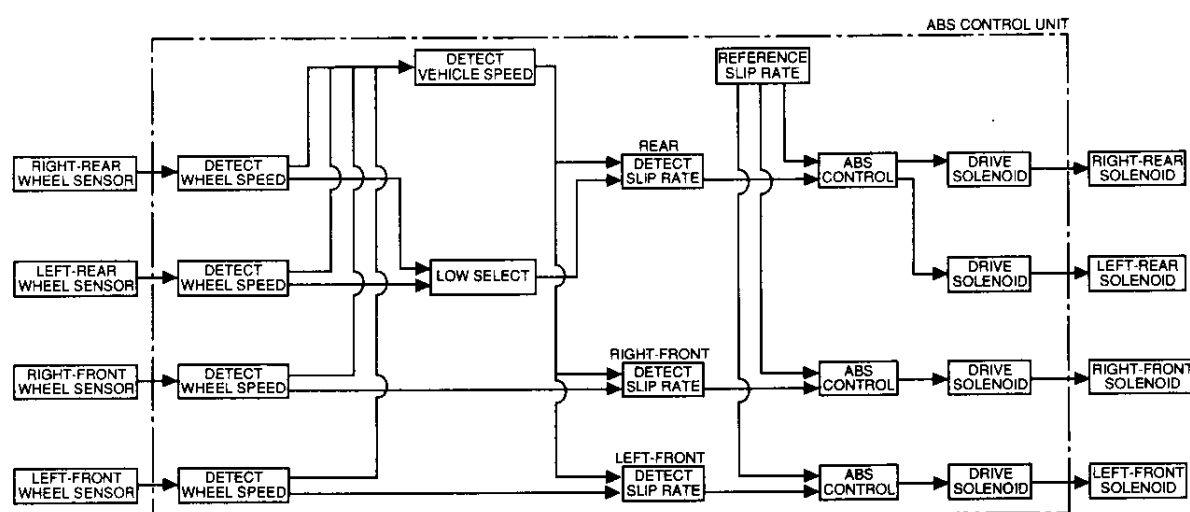 ABS CONTROL UNIT
DETECT
VEHICLE SPEED
REFERENCE
SLIP RATE
RIGHT-REAR
WHEEL SENSOR
DETECT
WHEEL SPEED
REAR
DETECT
SLIP RATE
ABS
CONTROL
DRIVE
SOLENOID
RIGHT-REAR
SOLENOID
LEFT-REAR
WHEEL SENSOR
DETECT
WHEEL SPEED
LOW SELECT
DRIVE
SOLENOID
LEFT-REAR
SOLENOID
RIGHT-FRONT
WHEEL SENSOR
DETECT
WHEEL SPEED
RIGHT-FRONT
DETECT
SLIP RATE
ABS
CONTROL
DRIVE
SOLENOID
RIGHT-FRONT
SOLENOID
LEFT-FRONT
WHEEL SENSOR
DETECT
WHEEL SPEED
LEFT-FRONT
DETECT
SLIP RATE
ABS
CONTROL
DRIVE
SOLENOID
LEFT-FRONT
SOLENOID